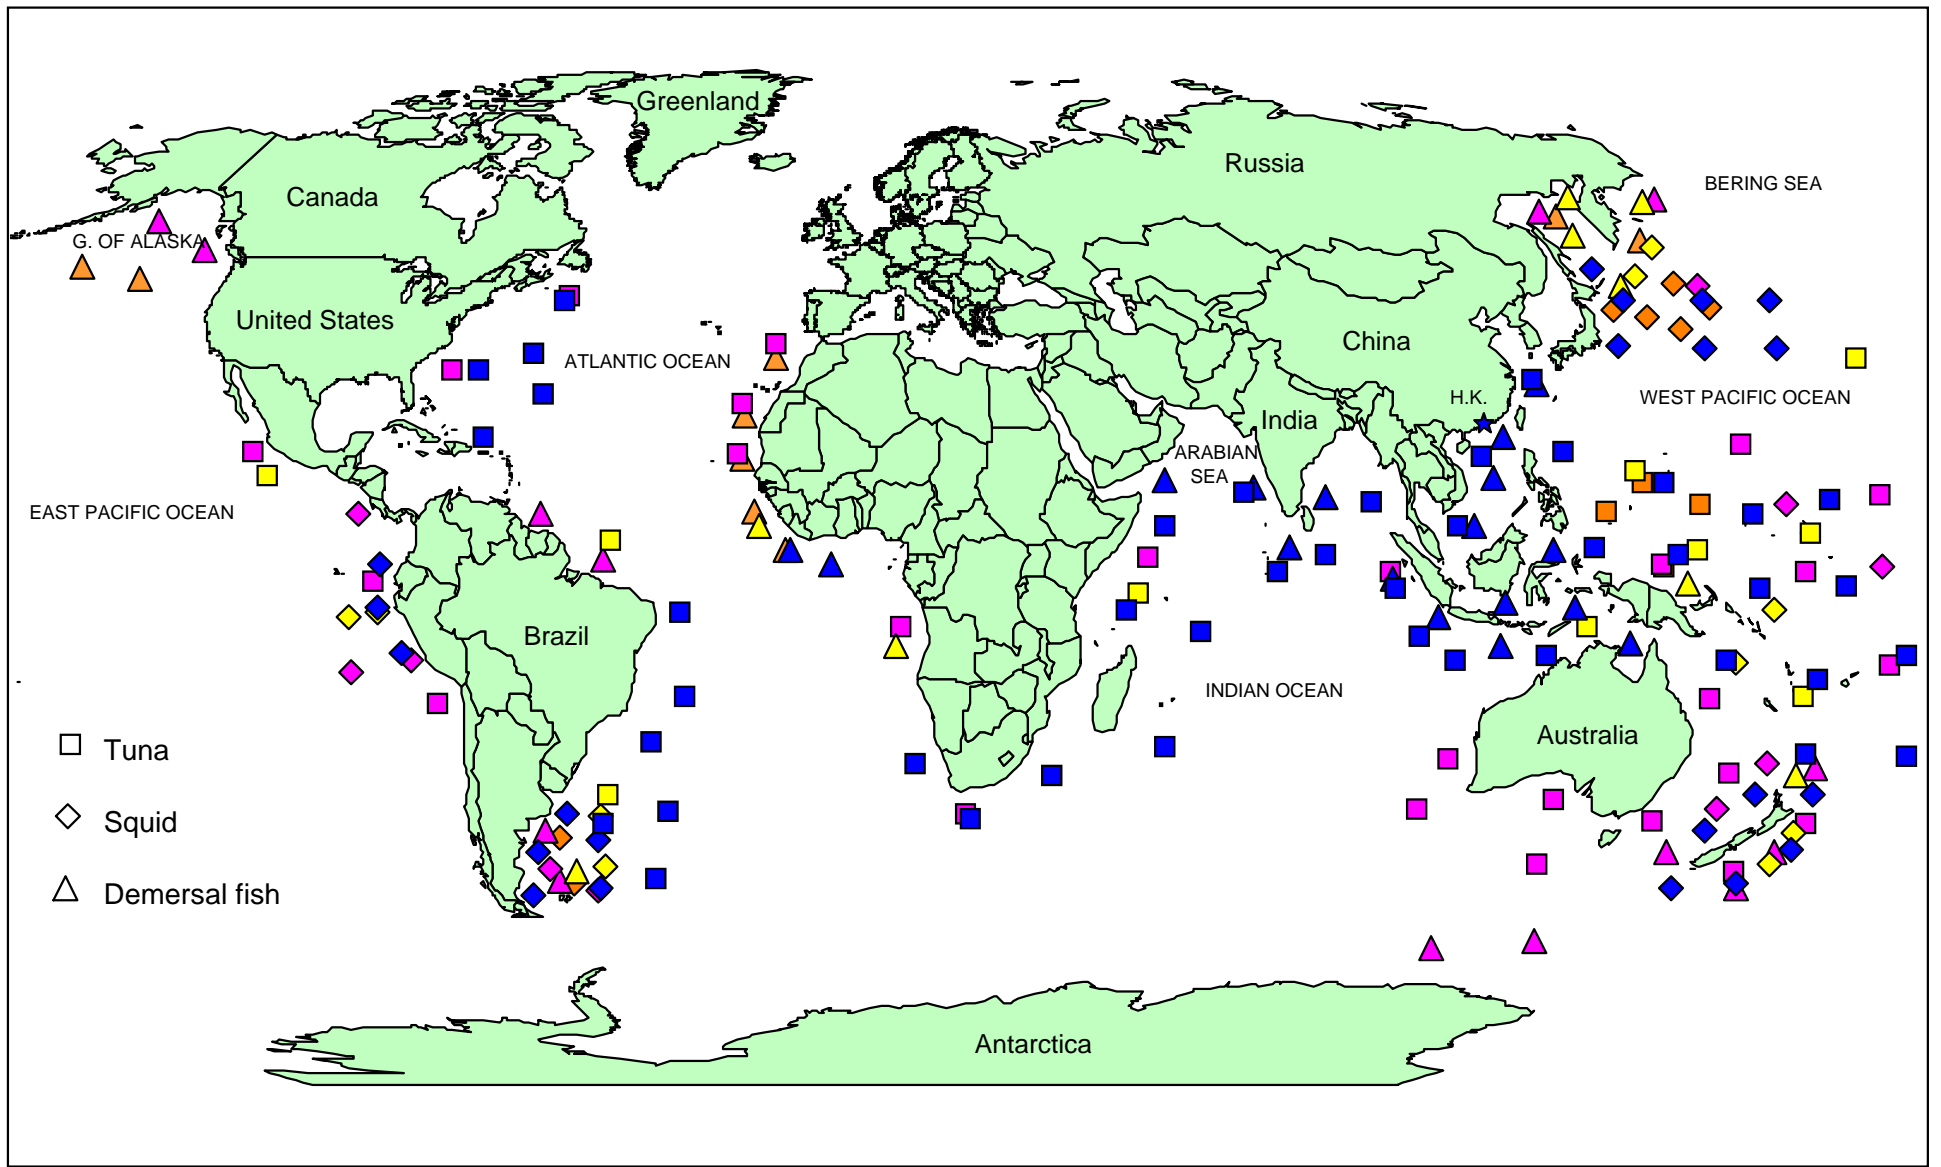 Greenland
Russia
BERING SEA
Canada
G. OF ALASKA
United States
China
ATLANTIC OCEAN
H.K.
WEST PACIFIC OCEAN
India
ARABIAN
SEA
EAST PACIFIC OCEAN
Brazil
INDIAN OCEAN
Australia
Tuna
Squid
Demersal fish
Antarctica